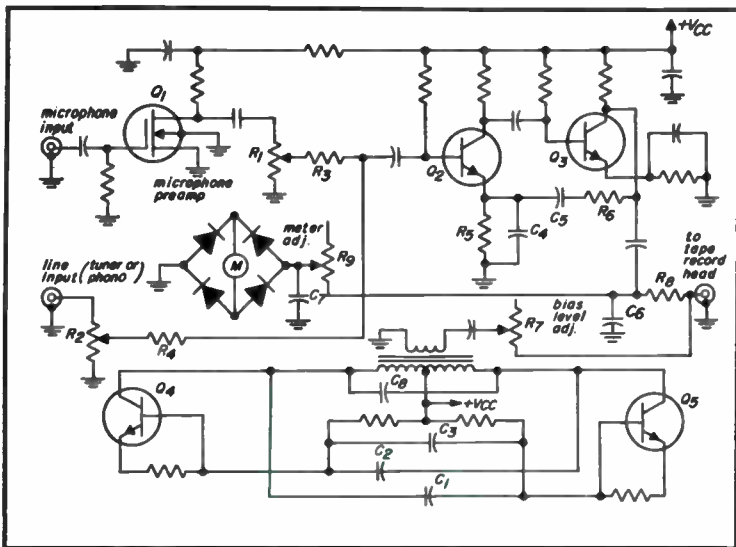 +VCC
Q1
microphone
input
R1
R3
Q2
Q3
microphone
preamp
C5
R6
R5
C4
meter
adj.
R9
M
line
input (tuner or
phono)
C7
R8
to
tape
record
head
bias
level
adj.
R7
C6
R2
R4
C8
Q4
+VCC
Q5
C3
C2
C1